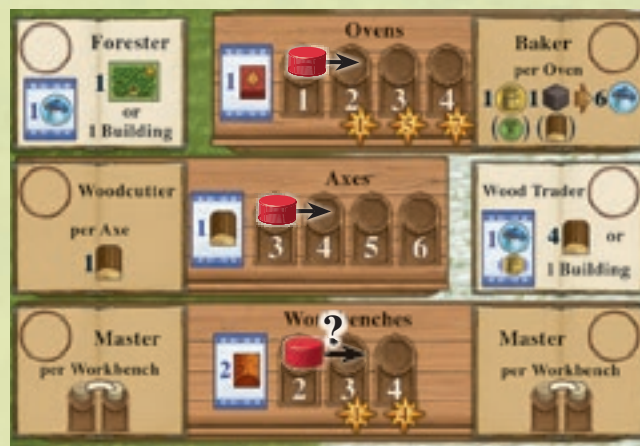 Forester
1
1
or
1 Building
Ovens
1
1 2 3 4
Baker
per Oven
1 1 6
( ) ( )
Woodcutter
per Axe
1
Axes
1
3 4 5 6
Wood Trader
1
4 or
1 Building
Master
per Workbench
?
2
2 3 4
Master
per Workbench